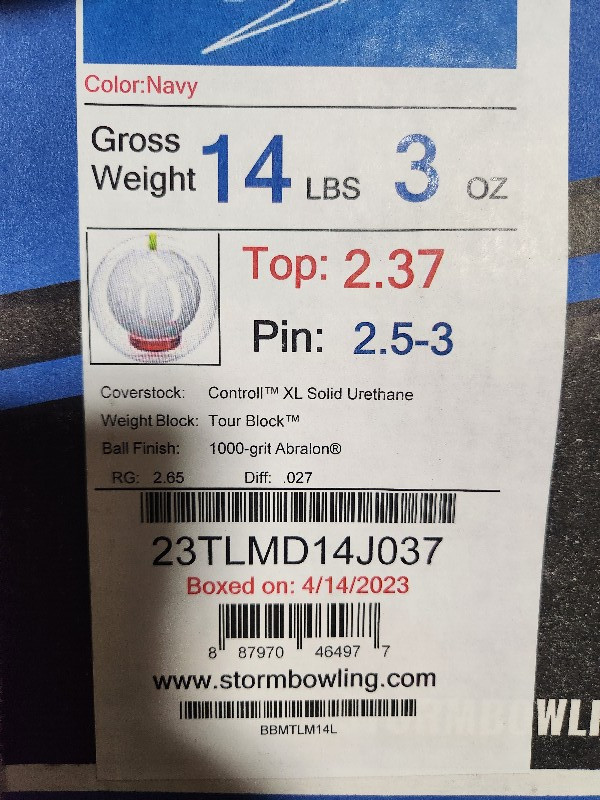 Color:Navy
Gross Weight 14 LBS 3 OZ
Top: 2.37
Pin: 2.5-3
Coverstock: Controll™ XL Solid Urethane
Weight Block: Tour Block™
Ball Finish: 1000-grit Abralon®
RG: 2.65 Diff: .027
23TLMD14J037
Boxed on: 4/14/2023
8 87970 46497 7
www.stormbowling.com
BBMTLM14L